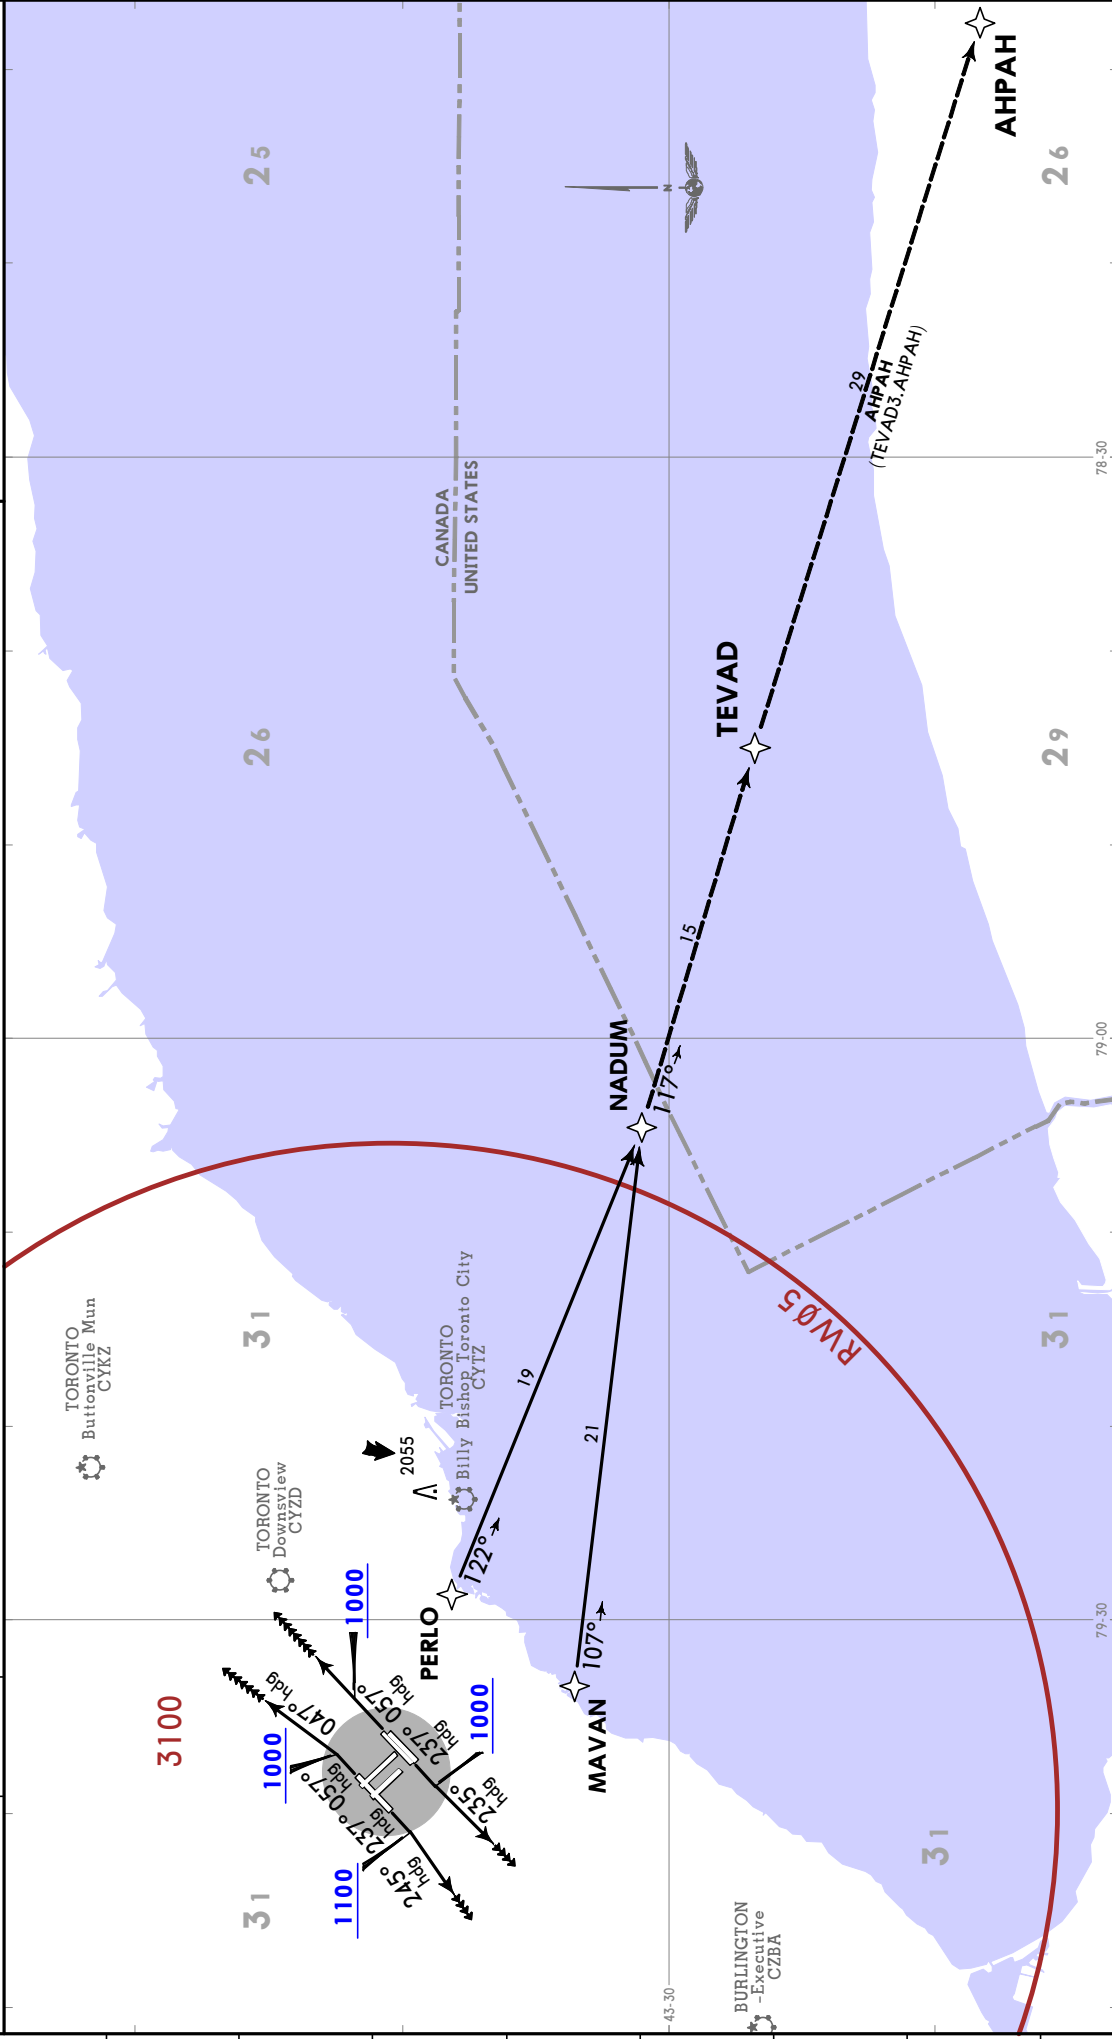 25
26
AHPAH
N
29
AHPAH
(TEVAD3.AHPAH)
78-30
CANADA
UNITED STATES
TEVAD
26
29
15
NADUM
117°
79-00
TORONTO
Buttonville Mun
CYKZ
31
31
RWØ5
TORONTO
Billy Bishop Toronto City
CYTZ
2055
19
21
TORONTO
Downsview
CYZD
1000
122°
PERLO
107°
MAVAN
79-30
3100
047°
hdg
057°
hdg
1000
057°
hdg
237°
hdg
1000
237°
hdg
235°
hdg
245°
hdg
1100
31
31
43-30
BURLINGTON
-Executive
CZBA